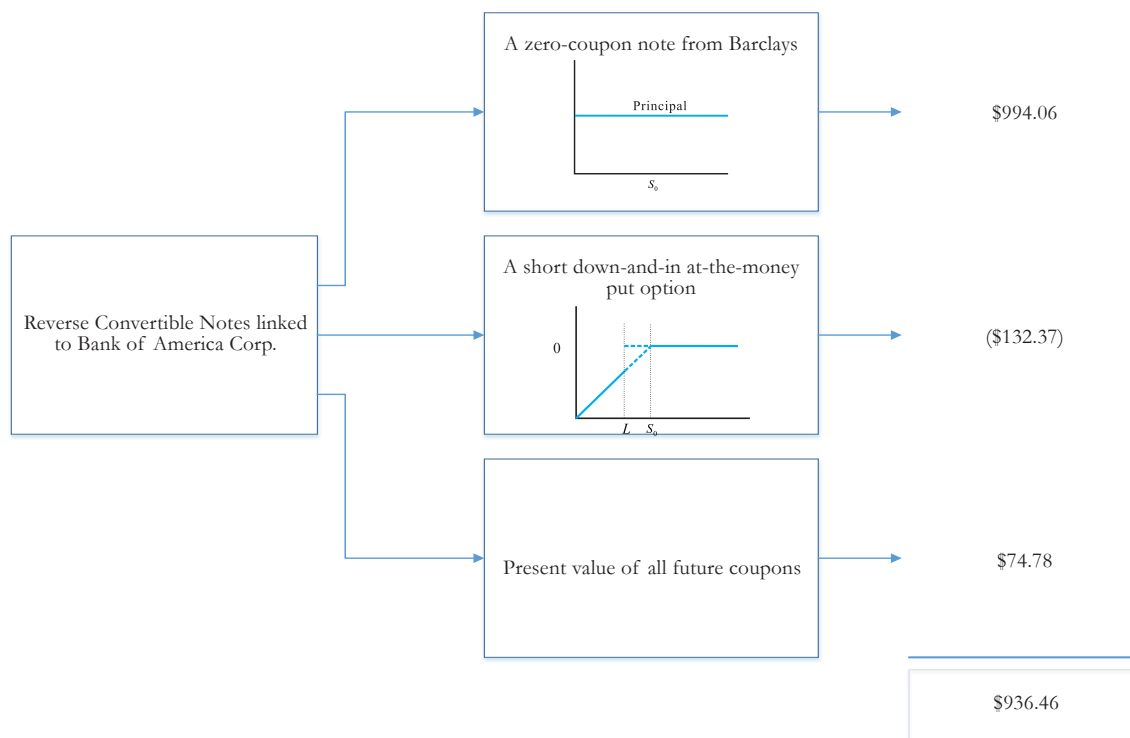 A zero-coupon note from Barclays
Principal
S₀
$994.06
Reverse Convertible Notes linked
to Bank of America Corp.
A short down-and-in at-the-money
put option
0
L S₀
($132.37)
Present value of all future coupons
$74.78
$936.46